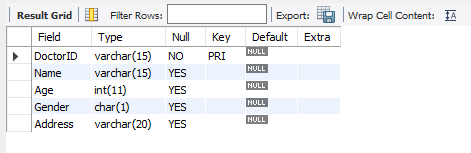 Result Grid Filter Rows: Export: Wrap Cell Content:
Field Type Null Key Default Extra
DoctorID varchar(15) NO PRI NULL
Name varchar(15) YES NULL
Age int(11) YES NULL
Gender char(1) YES NULL
Address varchar(20) YES NULL